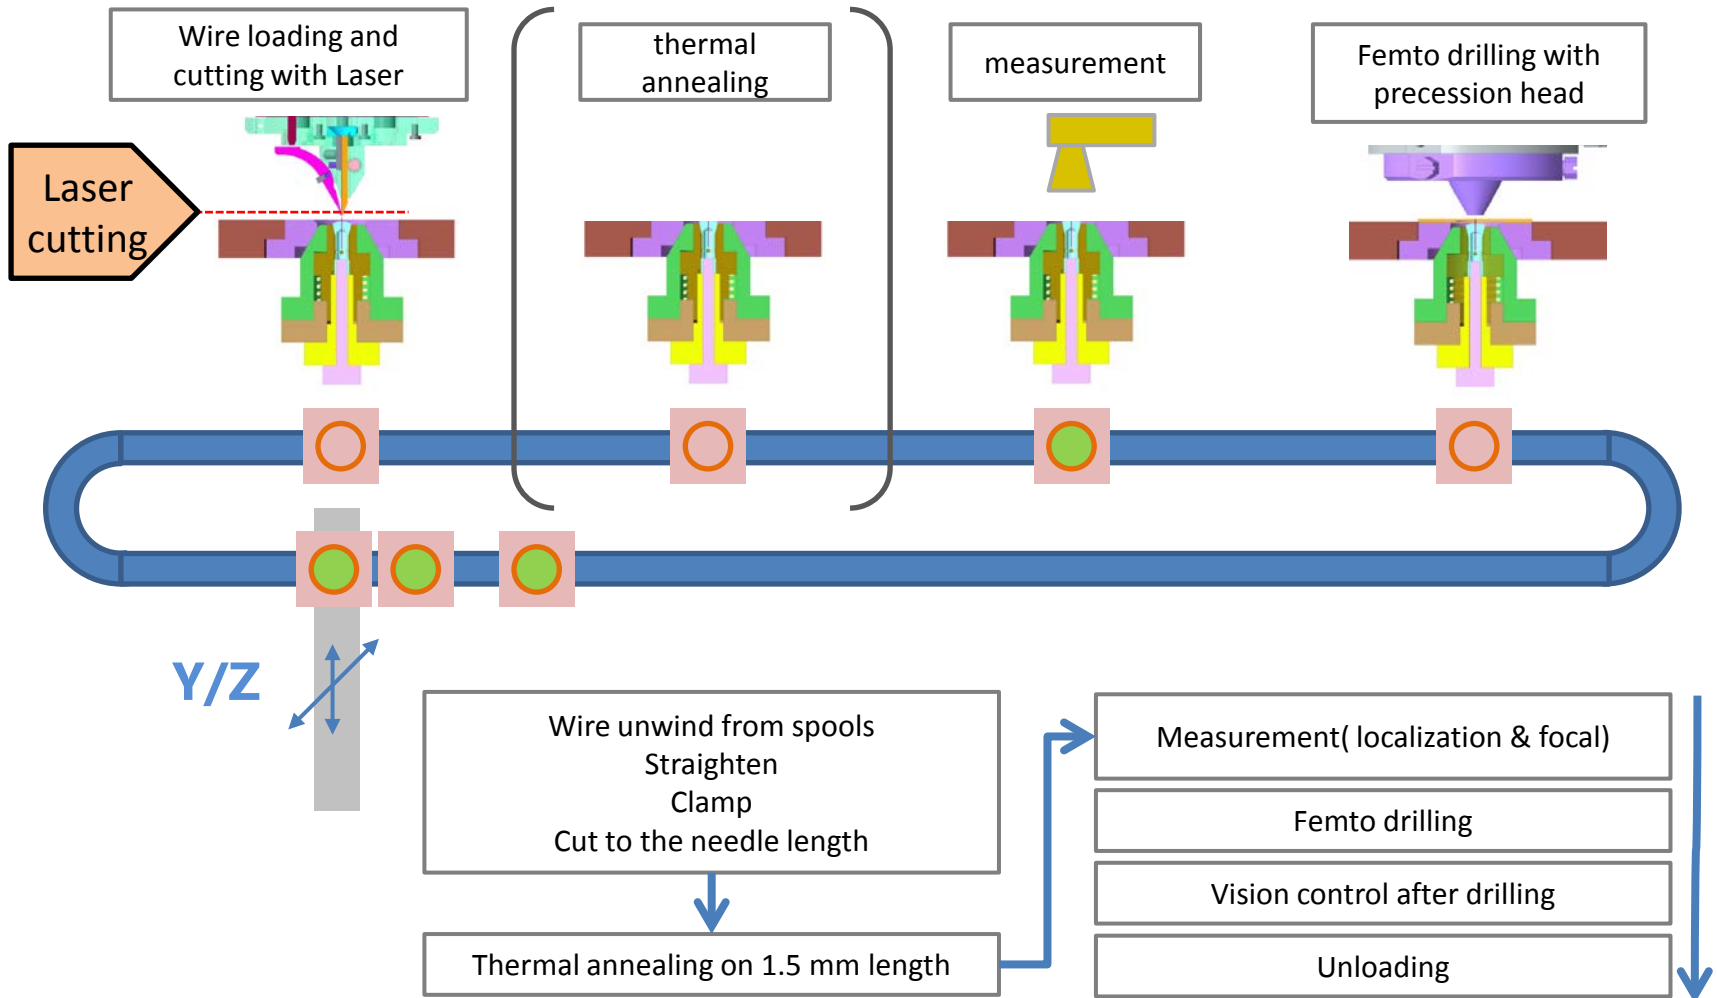 Wire loading and
cutting with Laser
thermal
annealing
measurement
Femto drilling with
precession head
Laser
cutting
Y/Z
Wire unwind from spools
Straighten
Clamp
Cut to the needle length
Thermal annealing on 1.5 mm length
Measurement( localization & focal)
Femto drilling
Vision control after drilling
Unloading